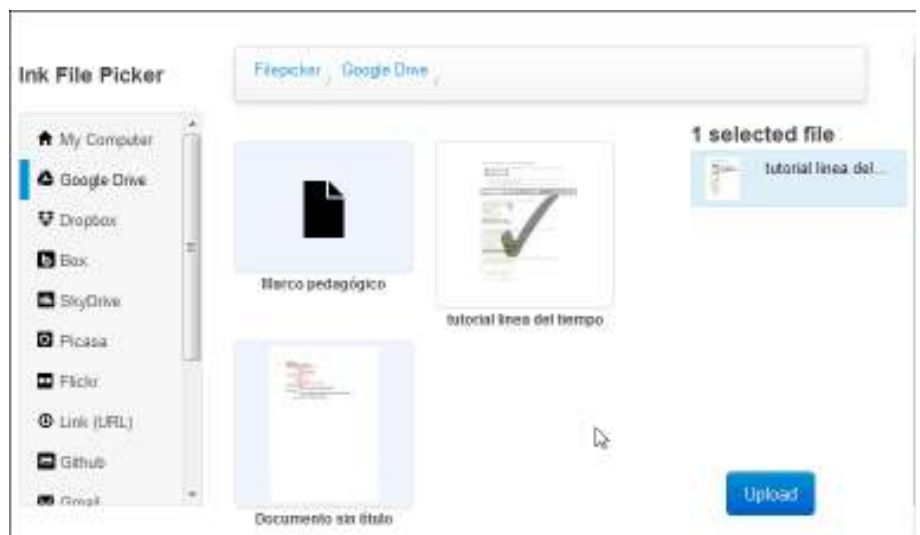 Ink File Picker
Filepicker / Google Drive /
My Computer
Google Drive
Dropbox
Box
SkyDrive
Picasa
Flickr
Link (URL)
Github
Gmail
Marco pedagógico
tutorial linea del tiempo
Documento sin título
1 selected file
tutorial linea del...
Upload